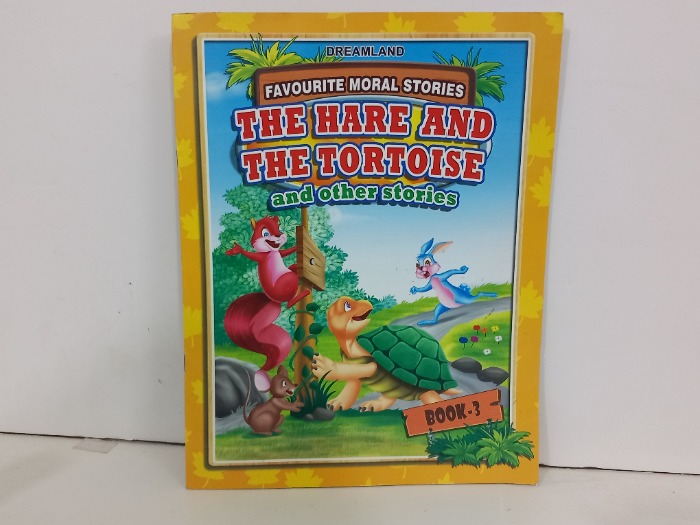 DREAMLAND
FAVOURITE MORAL STORIES
THE HARE AND
THE TORTOISE
and other stories
BOOK-3